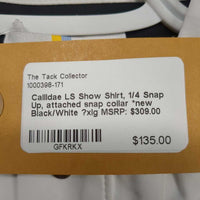 The Tack Collector
1000398-171
Callidae LS Show Shirt, 1/4 Snap
Up, attached snap collar *new
Black/White ?xlg MSRP: $309.00
$135.00
GFKRKX